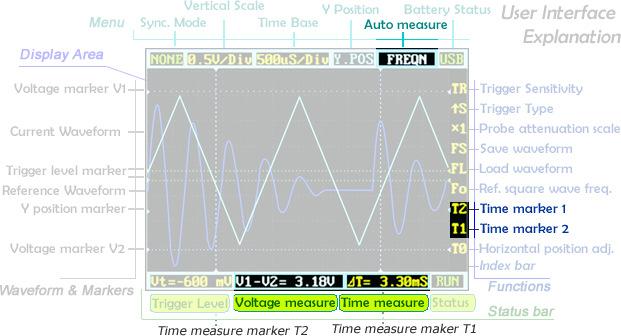 Vertical Scale
Y Position
Battery Status
User Interface
Explanation
Menu
Sync. Mode
Time Base
Auto measure
Display Area
NONE 0.5V/Div 500uS/Div Y.POS FREQN USB
Voltage marker V1
TR
Trigger Sensitivity
↑S
Trigger Type
Current Waveform
×1
Probe attenuation scale
FS
Save waveform
Trigger level marker
FL
Load waveform
Reference Waveform
Fo
Ref. square wave freq.
Y position marker
T2
Time marker 1
T1
Time marker 2
Voltage marker V2
T0
Horizontal position adj.
Index bar
Waveform & Markers
Vt=-600 mV V1-V2= 3.18V ΔT= 3.30mS RUN
Functions
Trigger Level Voltage measure Time measure Status
Status bar
Time measure marker T2
Time measure maker T1